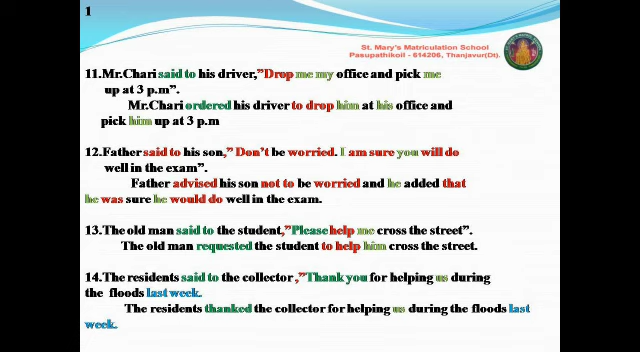 1
St. Mary's Matriculation School
Pasupathikoil - 614206, Thanjavur(Dt).
11.Mr.Chari said to his driver,”Drop me my office and pick me
up at 3 p.m”.
Mr.Chari ordered his driver to drop him at his office and
pick him up at 3 p.m
12.Father said to his son,” Don't be worried. I am sure you will do
well in the exam”.
Father advised his son not to be worried and he added that
he was sure he would do well in the exam.
13.The old man said to the student,”Please help me cross the street”.
The old man requested the student to help him cross the street.
14.The residents said to the collector ,”Thank you for helping us during
the floods last week.
The residents thanked the collector for helping us during the floods last
week.